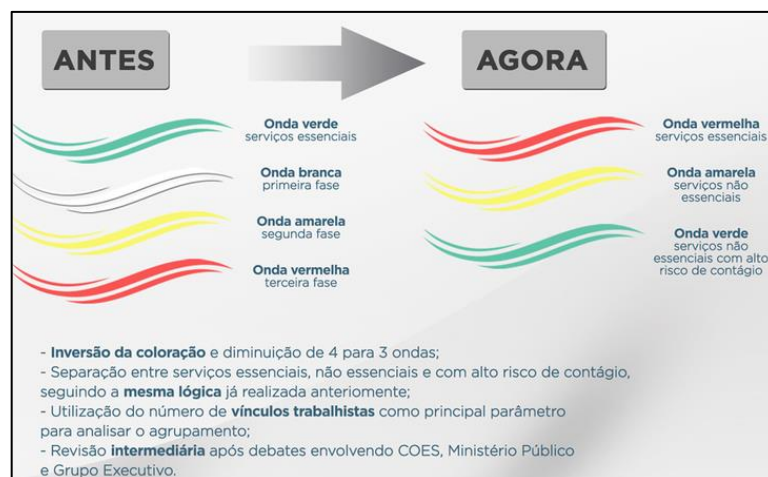 ANTES
AGORA
Onda verde
serviços essenciais
Onda branca
primeira fase
Onda amarela
segunda fase
Onda vermelha
terceira fase
Onda vermelha
serviços essenciais
Onda amarela
serviços não
essenciais
Onda verde
serviços não
essenciais com alto
risco de contágio
- Inversão da coloração e diminuição de 4 para 3 ondas;
- Separação entre serviços essenciais, não essenciais e com alto risco de contágio,
seguindo a mesma lógica já realizada anteriormente;
- Utilização do número de vínculos trabalhistas como principal parâmetro
para analisar o agrupamento;
- Revisão intermediária após debates envolvendo COES, Ministério Público
e Grupo Executivo.